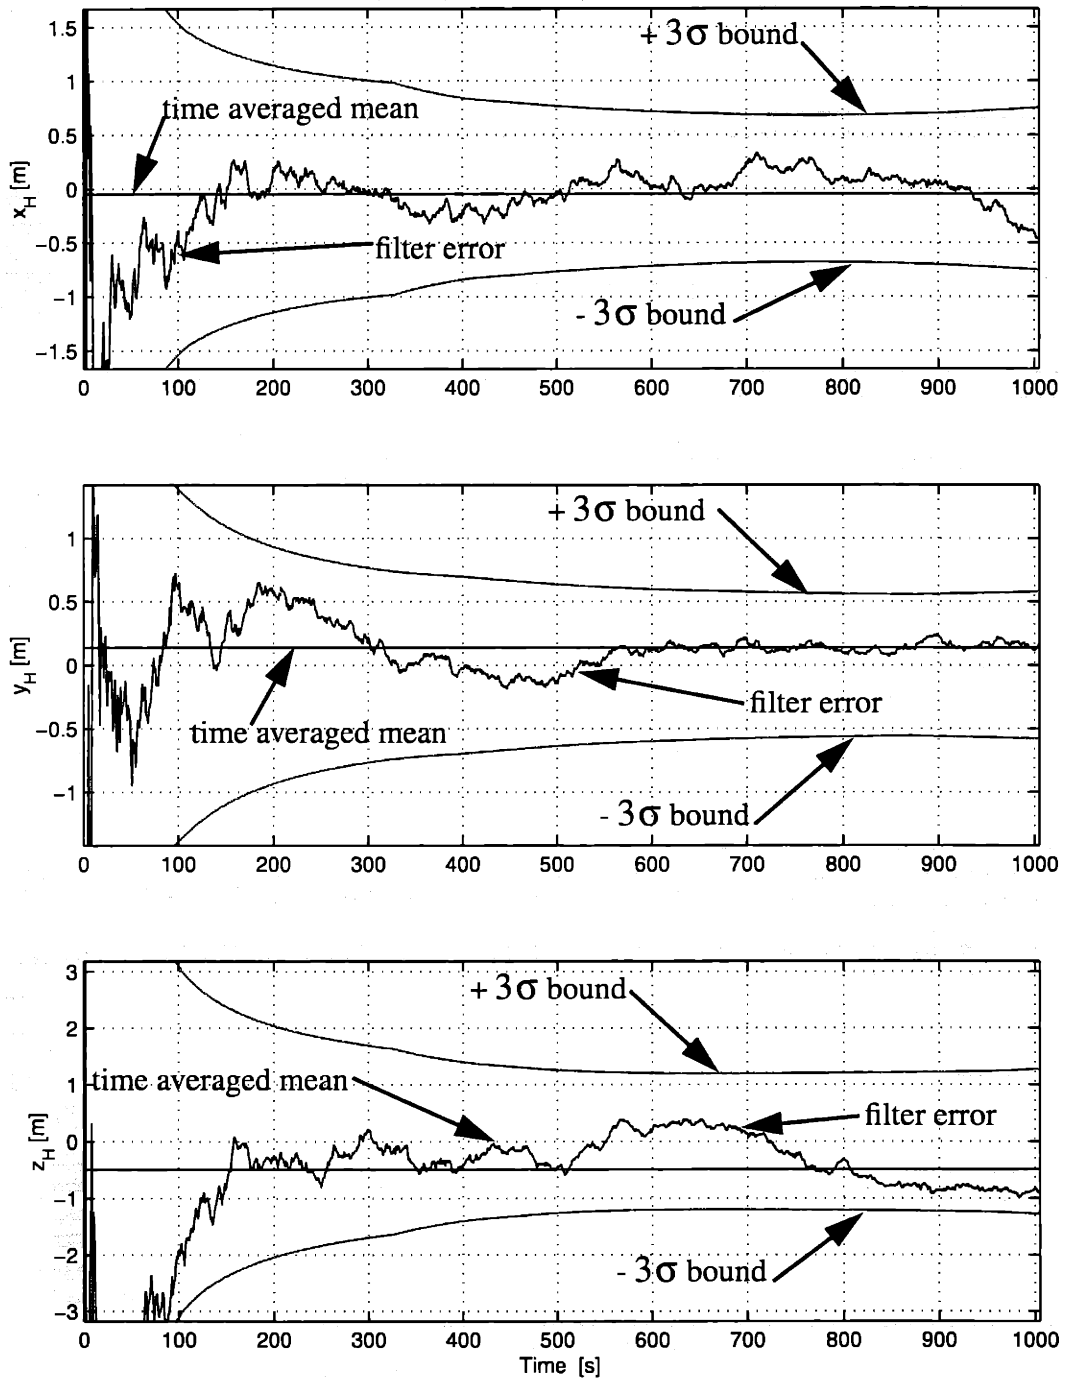 1.5
+ 3σ bound
1
time averaged mean
0.5
0
x_H [m]
−0.5
filter error
−1
- 3σ bound
−1.5
0 100 200 300 400 500 600 700 800 900 1000
+ 3σ bound
1
0.5
y_H [m]
0
filter error
time averaged mean
−0.5
−1
- 3σ bound
0 100 200 300 400 500 600 700 800 900 1000
3
+ 3σ bound
2
1
time averaged mean
filter error
z_H [m]
0
−1
−2
- 3σ bound
−3
0 100 200 300 400 500 600 700 800 900 1000
Time [s]